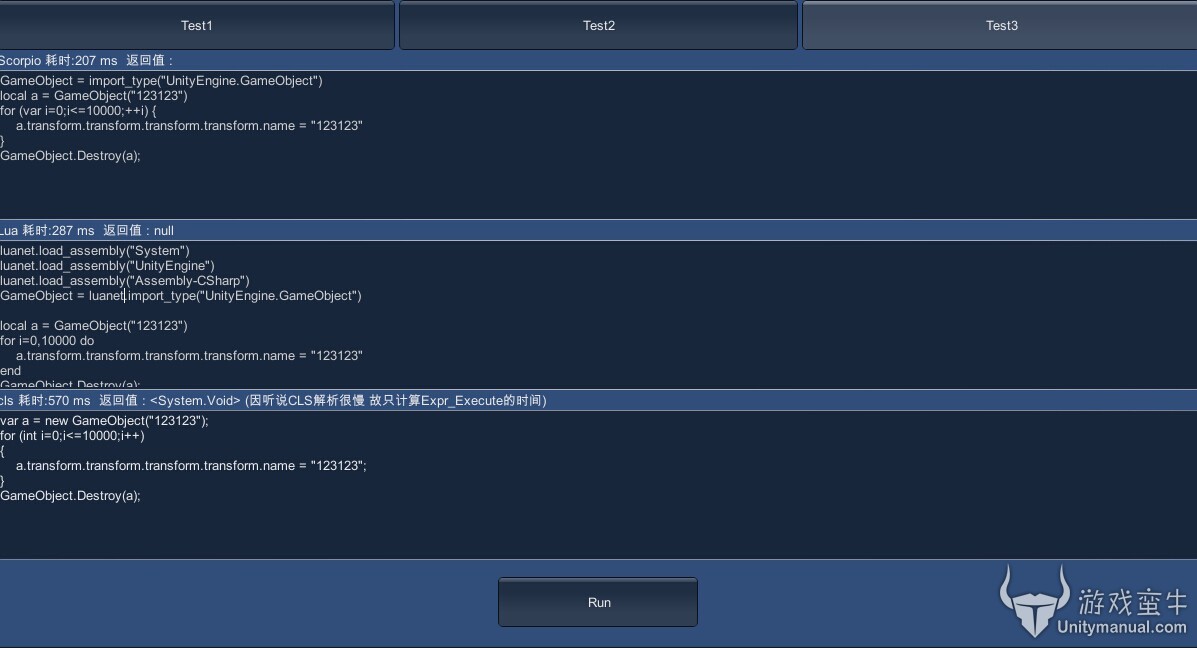 Test1
Test2
Test3
Scorpio 耗时:207 ms  返回值 :
GameObject = import_type("UnityEngine.GameObject")
local a = GameObject("123123")
for (var i=0;i<=10000;++i) {
    a.transform.transform.transform.transform.name = "123123"
}
GameObject.Destroy(a);
Lua 耗时:287 ms  返回值 : null
luanet.load_assembly("System")
luanet.load_assembly("UnityEngine")
luanet.load_assembly("Assembly-CSharp")
GameObject = luanet.import_type("UnityEngine.GameObject")
local a = GameObject("123123")
for i=0,10000 do
    a.transform.transform.transform.transform.name = "123123"
end
GameObject.Destroy(a);
cls 耗时:570 ms  返回值 : <System.Void> (因听说CLS解析很慢 故只计算Expr_Execute的时间)
var a = new GameObject("123123");
for (int i=0;i<=10000;i++)
{
    a.transform.transform.transform.transform.name = "123123";
}
GameObject.Destroy(a);
Run
游戏蛮牛
Unitymanual.com